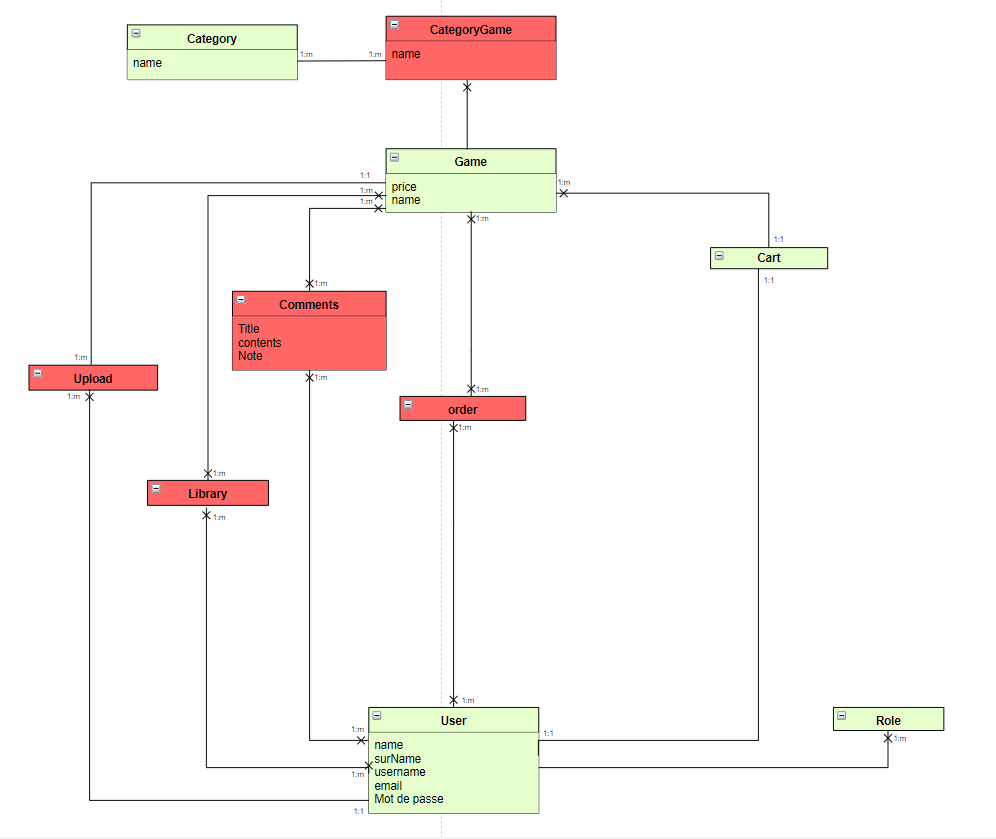 Category
name
1:m
1:m
CategoryGame
name
Game
price
name
1:1
1:m
1:m
1:m
1:m
1:1
Cart
1:1
1:m
Comments
Title
contents
Note
1:m
1:m
Upload
1:m
1:m
order
1:m
1:m
Library
1:m
1:m
User
name
surName
username
email
Mot de passe
1:m
1:m
1:1
1:1
Role
1:m